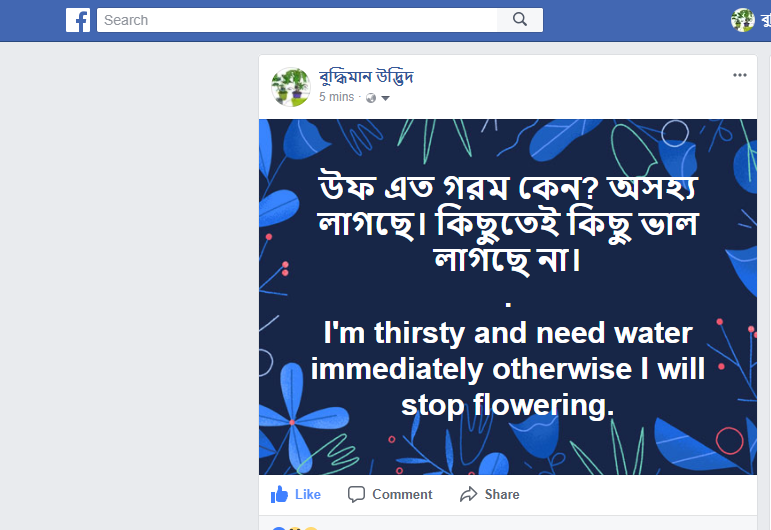 f
Search
বুদ্ধিমান উদ্ভিদ
5 mins ·
উফ এত গরম কেন? অসহ্য
লাগছে। কিছুতেই কিছু ভাল
লাগছে না।
.
I'm thirsty and need water
immediately otherwise I will
stop flowering.
Like Comment Share